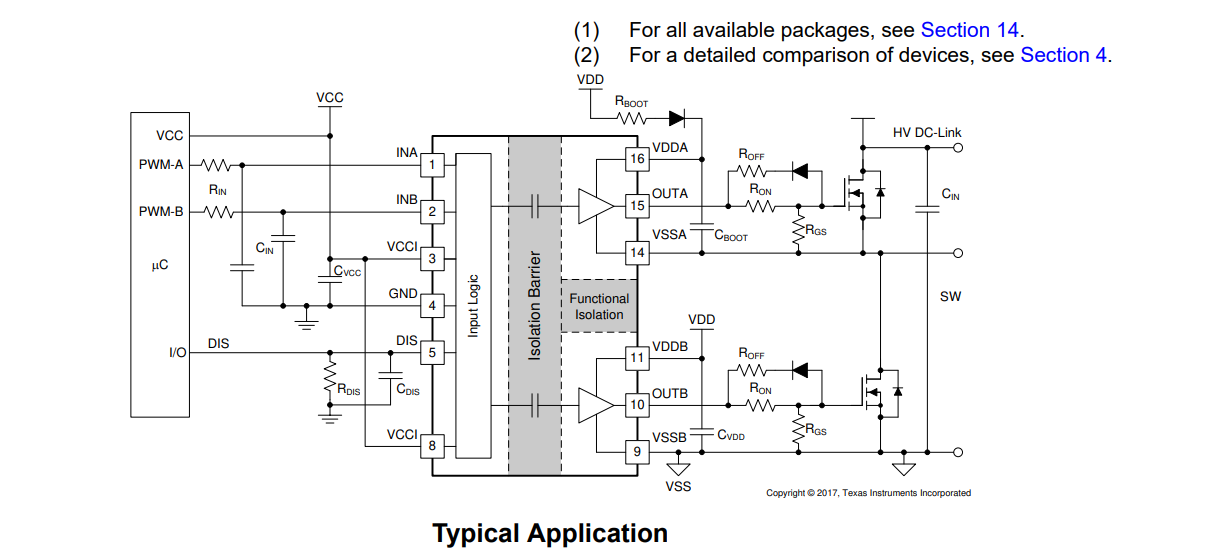 (1) For all available packages, see Section 14.
(2) For a detailed comparison of devices, see Section 4.
VDD
RBOOT
VCC
HV DC-Link
VCC
PWM-A
RIN
PWM-B
CIN
µC
I/O
DIS
CVCC
RDIS
CDIS
INA
1
INB
2
VCCI
3
GND
4
DIS
5
VCCI
8
Input Logic
Isolation Barrier
Functional
Isolation
16
VDDA
15
OUTA
14
VSSA
CBOOT
ROFF
RON
RGS
CIN
SW
VDD
11
VDDB
10
OUTB
9
VSSB
CVDD
ROFF
RON
RGS
VSS
Copyright © 2017, Texas Instruments Incorporated
Typical Application